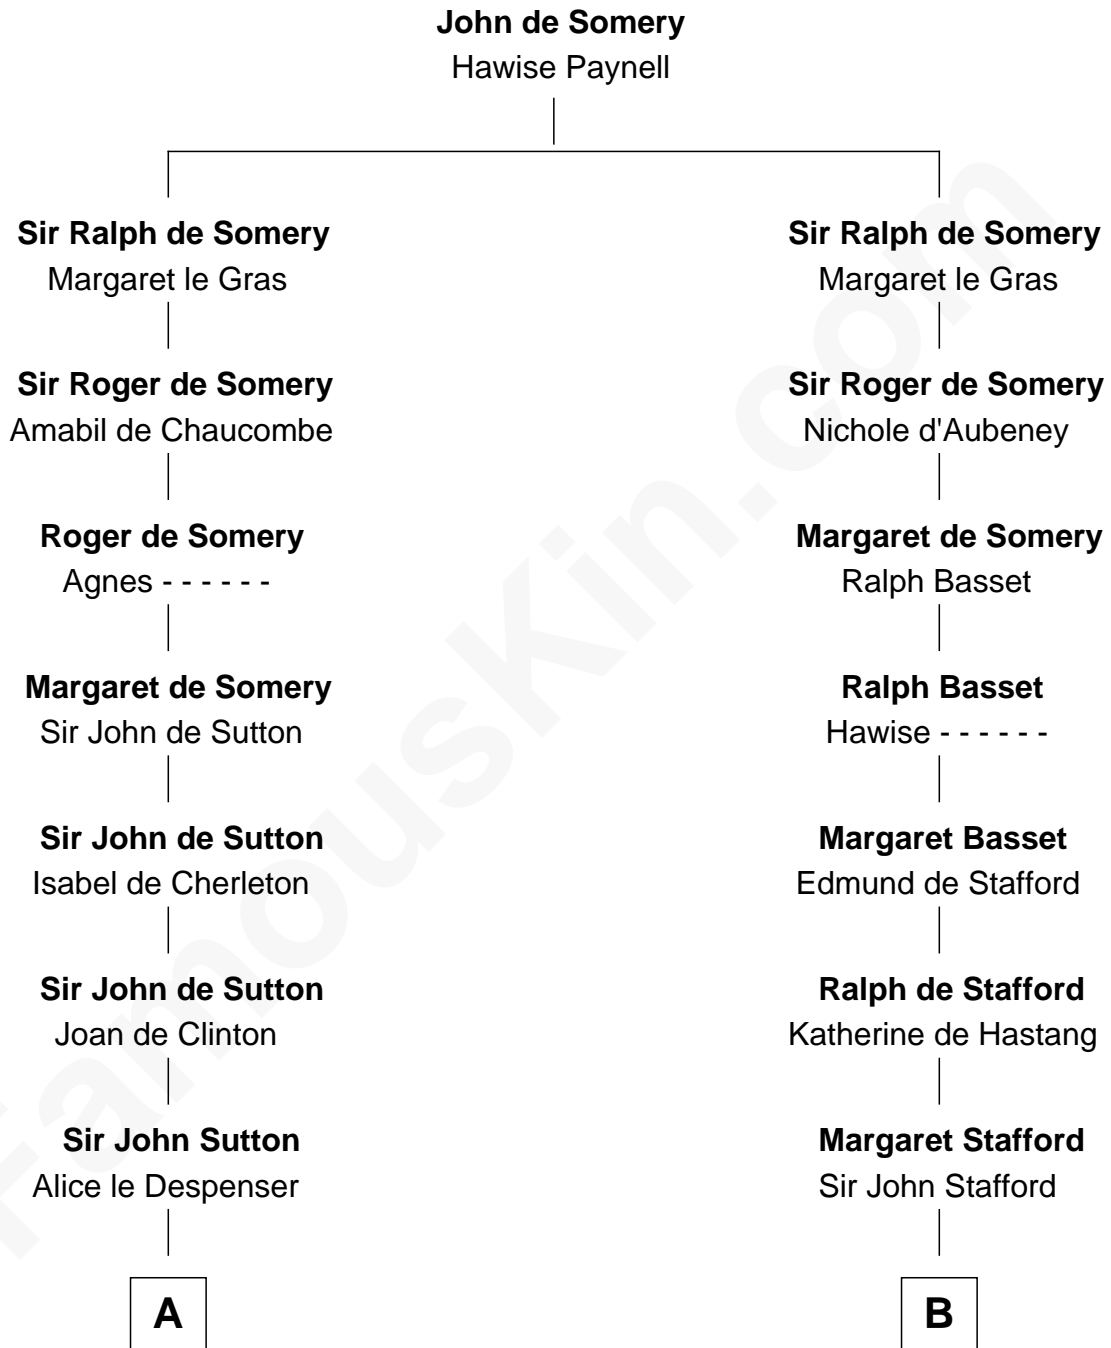 John de Somery
Hawise Paynell
Sir Ralph de Somery
Margaret le Gras
Sir Roger de Somery
Amabil de Chaucombe
Roger de Somery
Agnes - - - - - -
Margaret de Somery
Sir John de Sutton
Sir John de Sutton
Isabel de Cherleton
Sir John de Sutton
Joan de Clinton
Sir John Sutton
Alice le Despenser
A
Sir Ralph de Somery
Margaret le Gras
Sir Roger de Somery
Nichole d'Aubeney
Margaret de Somery
Ralph Basset
Ralph Basset
Hawise - - - - - -
Margaret Basset
Edmund de Stafford
Ralph de Stafford
Katherine de Hastang
Margaret Stafford
Sir John Stafford
B
FamousKin.com